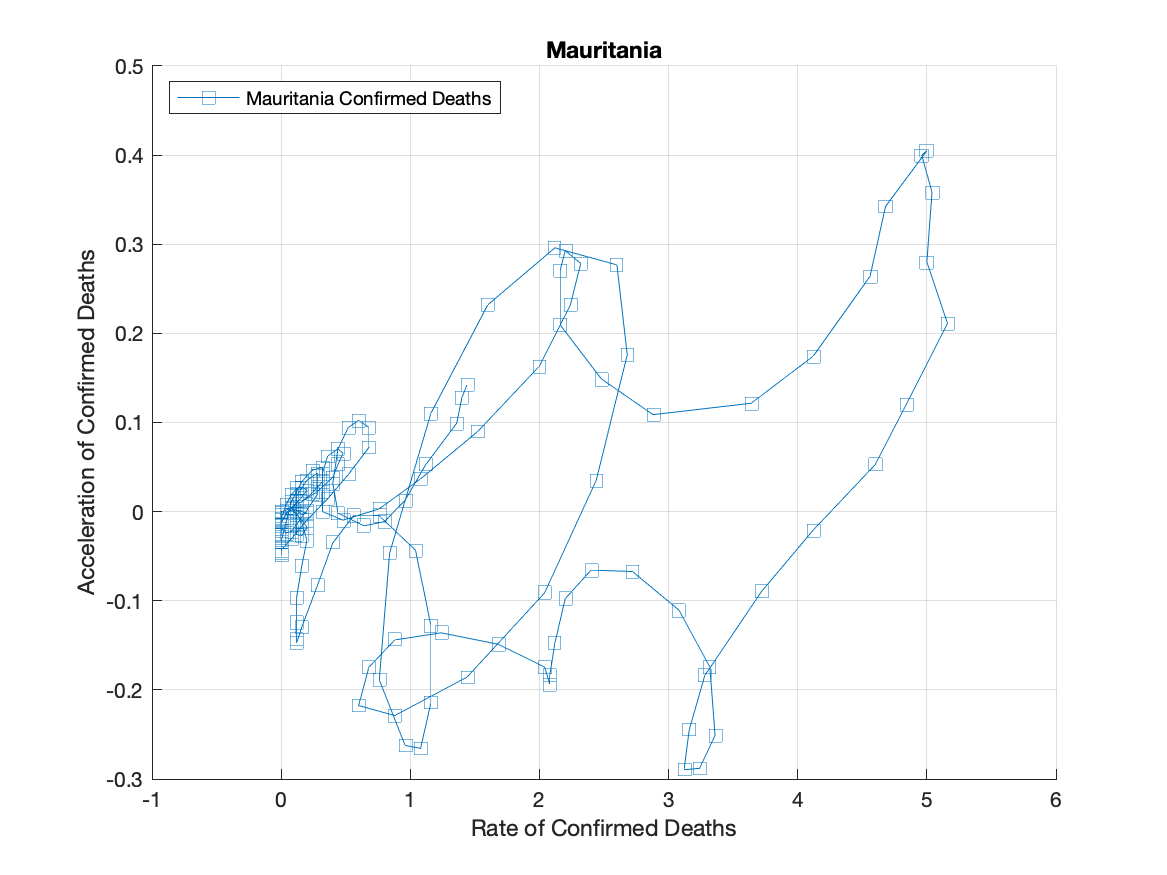 Mauritania
0.5
Mauritania Confirmed Deaths
0.4
0.3
0.2
0.1
0
-0.1
-0.2
-0.3
Acceleration of Confirmed Deaths
-1 0 1 2 3 4 5 6
Rate of Confirmed Deaths